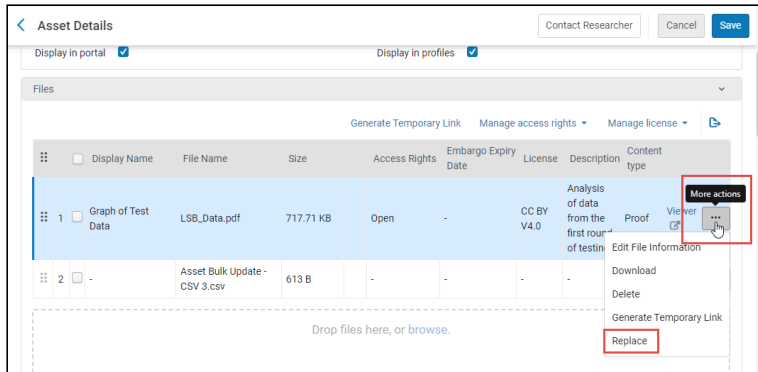 Asset Details
Contact Researcher
Cancel
Save
Display in portal
Display in profiles
Files
Generate Temporary Link
Manage access rights
Manage license
Display Name
File Name
Size
Access Rights
Embargo Expiry
Date
License
Description
Content
type
More actions
1
Graph of Test
Data
LSB_Data.pdf
717.71 KB
Open
-
CC BY
V4.0
Analysis
of data
from the
first round
of testin
Proof
Viewer
...
Edit File Information
Download
Delete
Generate Temporary Link
Replace
2
-
Asset Bulk Update -
CSV 3.csv
613 B
-
-
-
-
Drop files here, or browse.